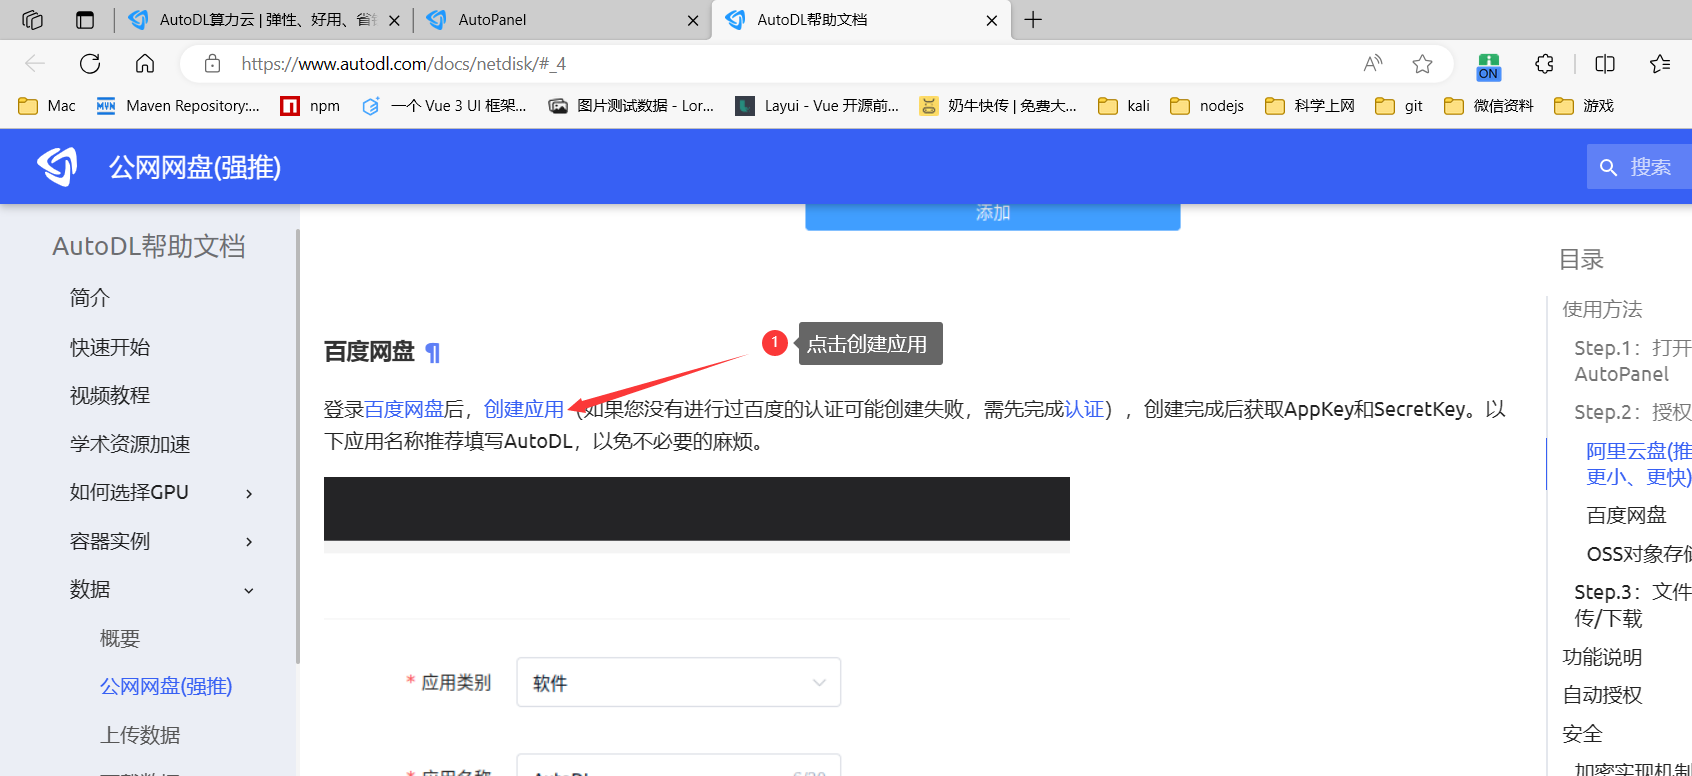 AutoDL算力云 | 弹性、好用、省
AutoPanel
AutoDL帮助文档
https://www.autodl.com/docs/netdisk/#_4
ON
Mac
Maven Repository:...
npm
一个 Vue 3 UI 框架...
图片测试数据 - Lor...
Layui - Vue 开源前...
奶牛快传 | 免费大...
kali
nodejs
科学上网
git
微信资料
游戏
公网网盘(强推)
搜索
AutoDL帮助文档
简介
快速开始
视频教程
学术资源加速
如何选择GPU
容器实例
数据
概要
公网网盘(强推)
上传数据
添加
百度网盘 ¶
1
点击创建应用
登录百度网盘后，创建应用（如果您没有进行过百度的认证可能创建失败，需先完成认证），创建完成后获取AppKey和SecretKey。以
下应用名称推荐填写AutoDL，以免不必要的麻烦。
* 应用类别
软件
* 应用名称
AutoDL
6/20
目录
使用方法
Step.1：打开
AutoPanel
Step.2：授权
阿里云盘(推
更小、更快)
百度网盘
OSS对象存储
Step.3：文件
传/下载
功能说明
自动授权
安全
加密实现机制